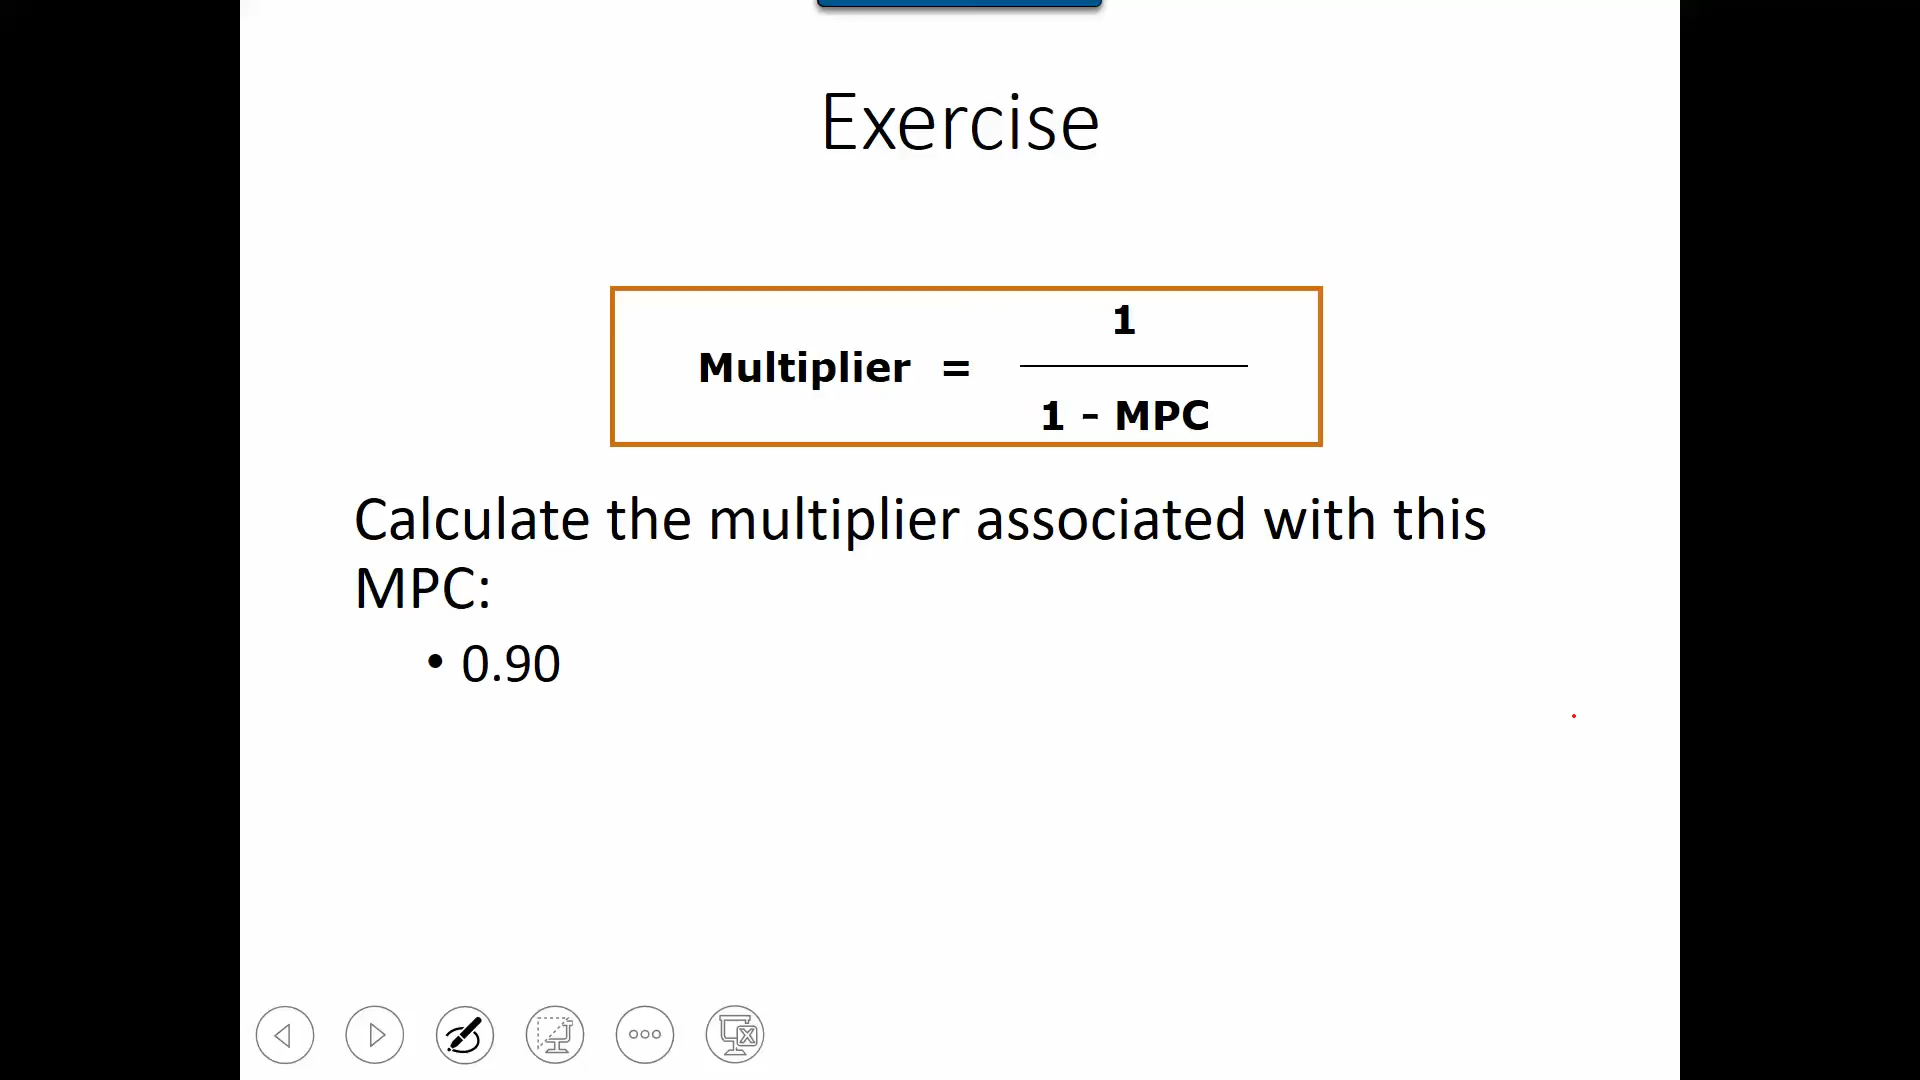 Exercise
1
Multiplier =
1 - MPC
Calculate the multiplier associated with this
MPC:
• 0.90